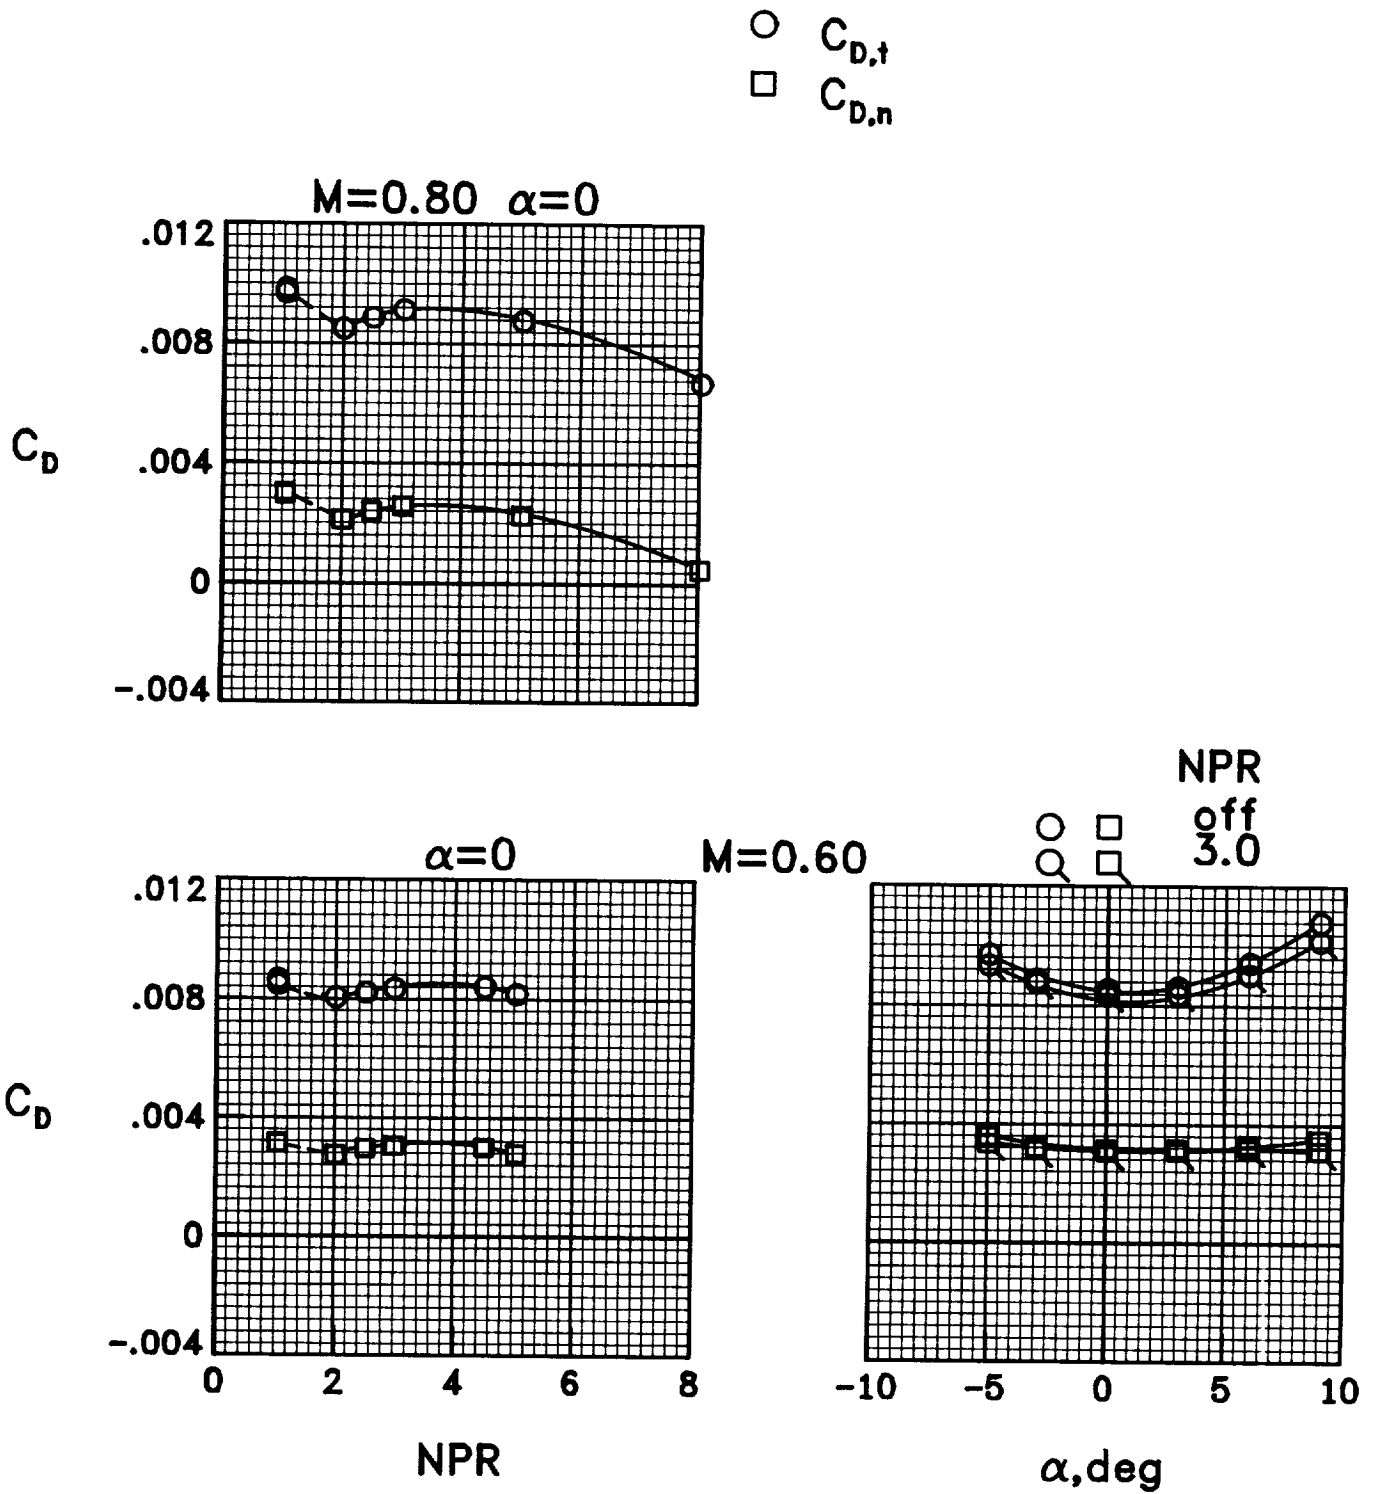 C_D,t
C_D,n
M=0.80 α=0
.012
.008
.004
0
-.004
C_D
NPR
off
3.0
α=0
M=0.60
.012
.008
.004
0
-.004
C_D
0 2 4 6 8
-10 -5 0 5 10
NPR
α,deg